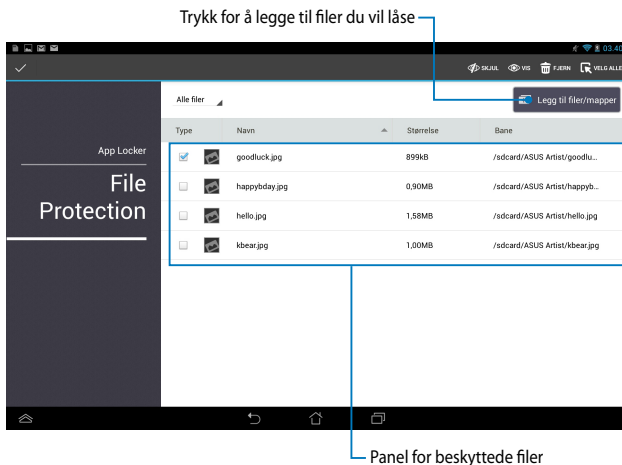 Trykk for å legge til filer du vil låse
03.40
SKJUL VIS FJERN VELG ALLE
Alle filer
Legg til filer/mapper
Type Navn Størrelse Bane
App Locker
File
Protection
goodluck.jpg 899kB /sdcard/ASUS Artist/goodlu...
happybday.jpg 0,90MB /sdcard/ASUS Artist/happyb...
hello.jpg 1,58MB /sdcard/ASUS Artist/hello.jpg
kbear.jpg 1,00MB /sdcard/ASUS Artist/kbear.jpg
Panel for beskyttede filer